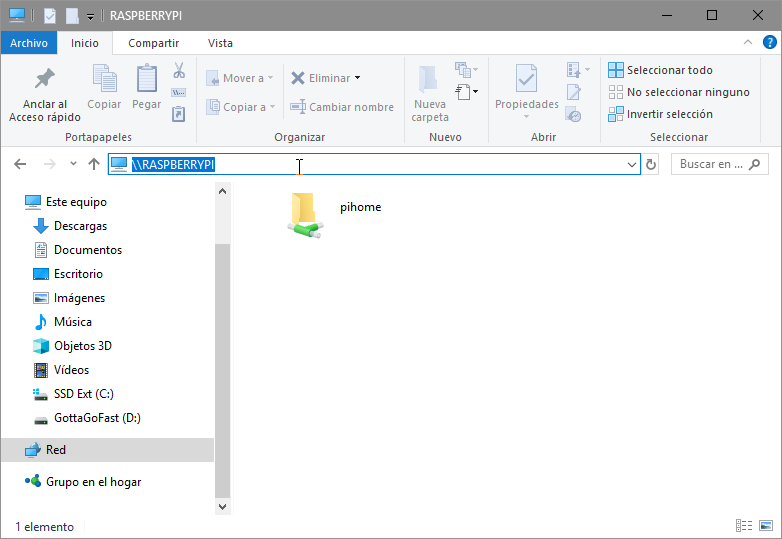 RASPBERRYPI
Archivo
Inicio
Compartir
Vista
Anclar al
Acceso rápido
Copiar
Pegar
Mover a
Copiar a
Eliminar
Cambiar nombre
Nueva
carpeta
Propiedades
Abrir
Seleccionar todo
No seleccionar ninguno
Invertir selección
Portapapeles
Organizar
Nuevo
Abrir
Seleccionar
\\RASPBERRYPI
Buscar en ...
Este equipo
Descargas
Documentos
Escritorio
Imágenes
Música
Objetos 3D
Vídeos
SSD Ext (C:)
GottaGoFast (D:)
Red
Grupo en el hogar
pihome
1 elemento